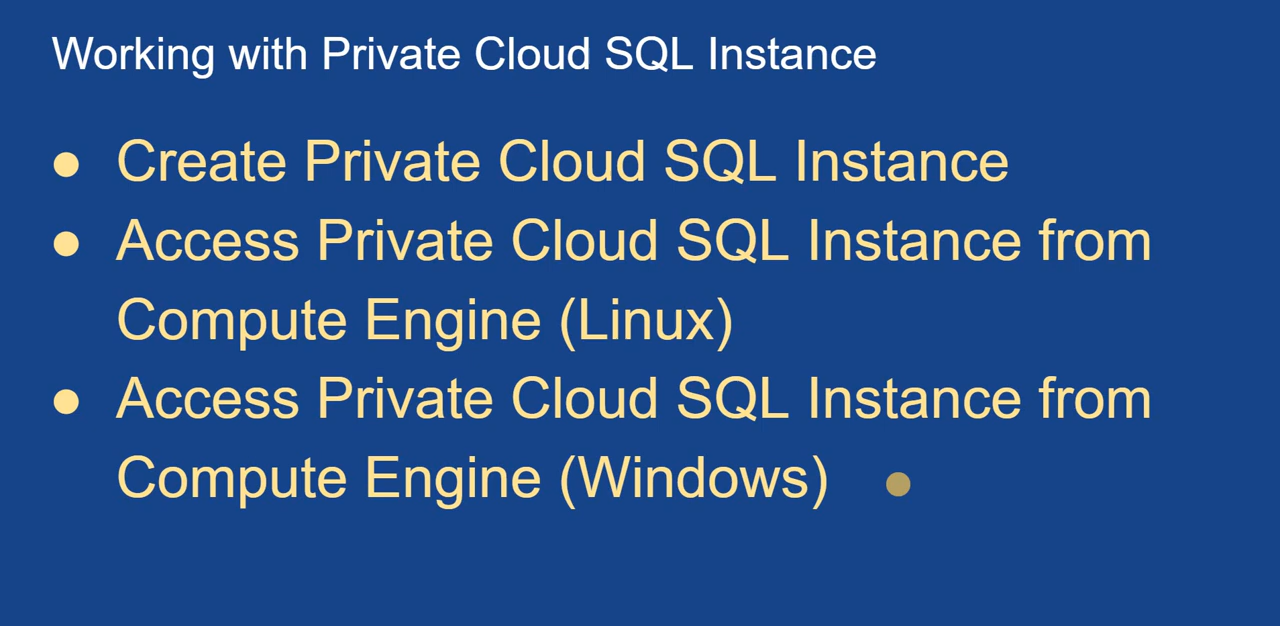 Working with Private Cloud SQL Instance
● Create Private Cloud SQL Instance
● Access Private Cloud SQL Instance from
Compute Engine (Linux)
● Access Private Cloud SQL Instance from
Compute Engine (Windows)